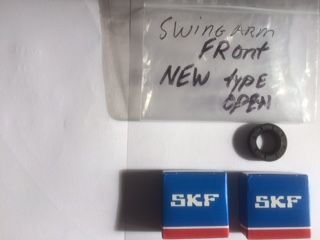 SWING ARM
FRONT
NEW type
OPEN
SKF SKF